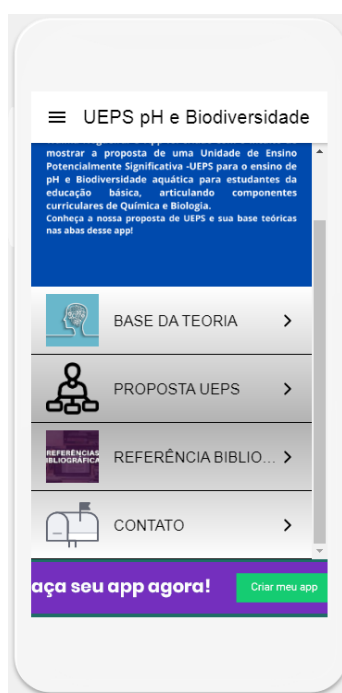 UEPS pH e Biodiversidade
mostrar a proposta de uma Unidade de Ensino
Potencialmente Significativa -UEPS para o ensino de
pH e Biodiversidade aquática para estudantes da
educação básica, articulando componentes
curriculares de Química e Biologia.
Conheça a nossa proposta de UEPS e sua base teóricas
nas abas desse app!
BASE DA TEORIA
PROPOSTA UEPS
REFERÊNCIAS
IBLIOGRÁFICA
REFERÊNCIA BIBLIO...
CONTATO
aça seu app agora!
Criar meu app